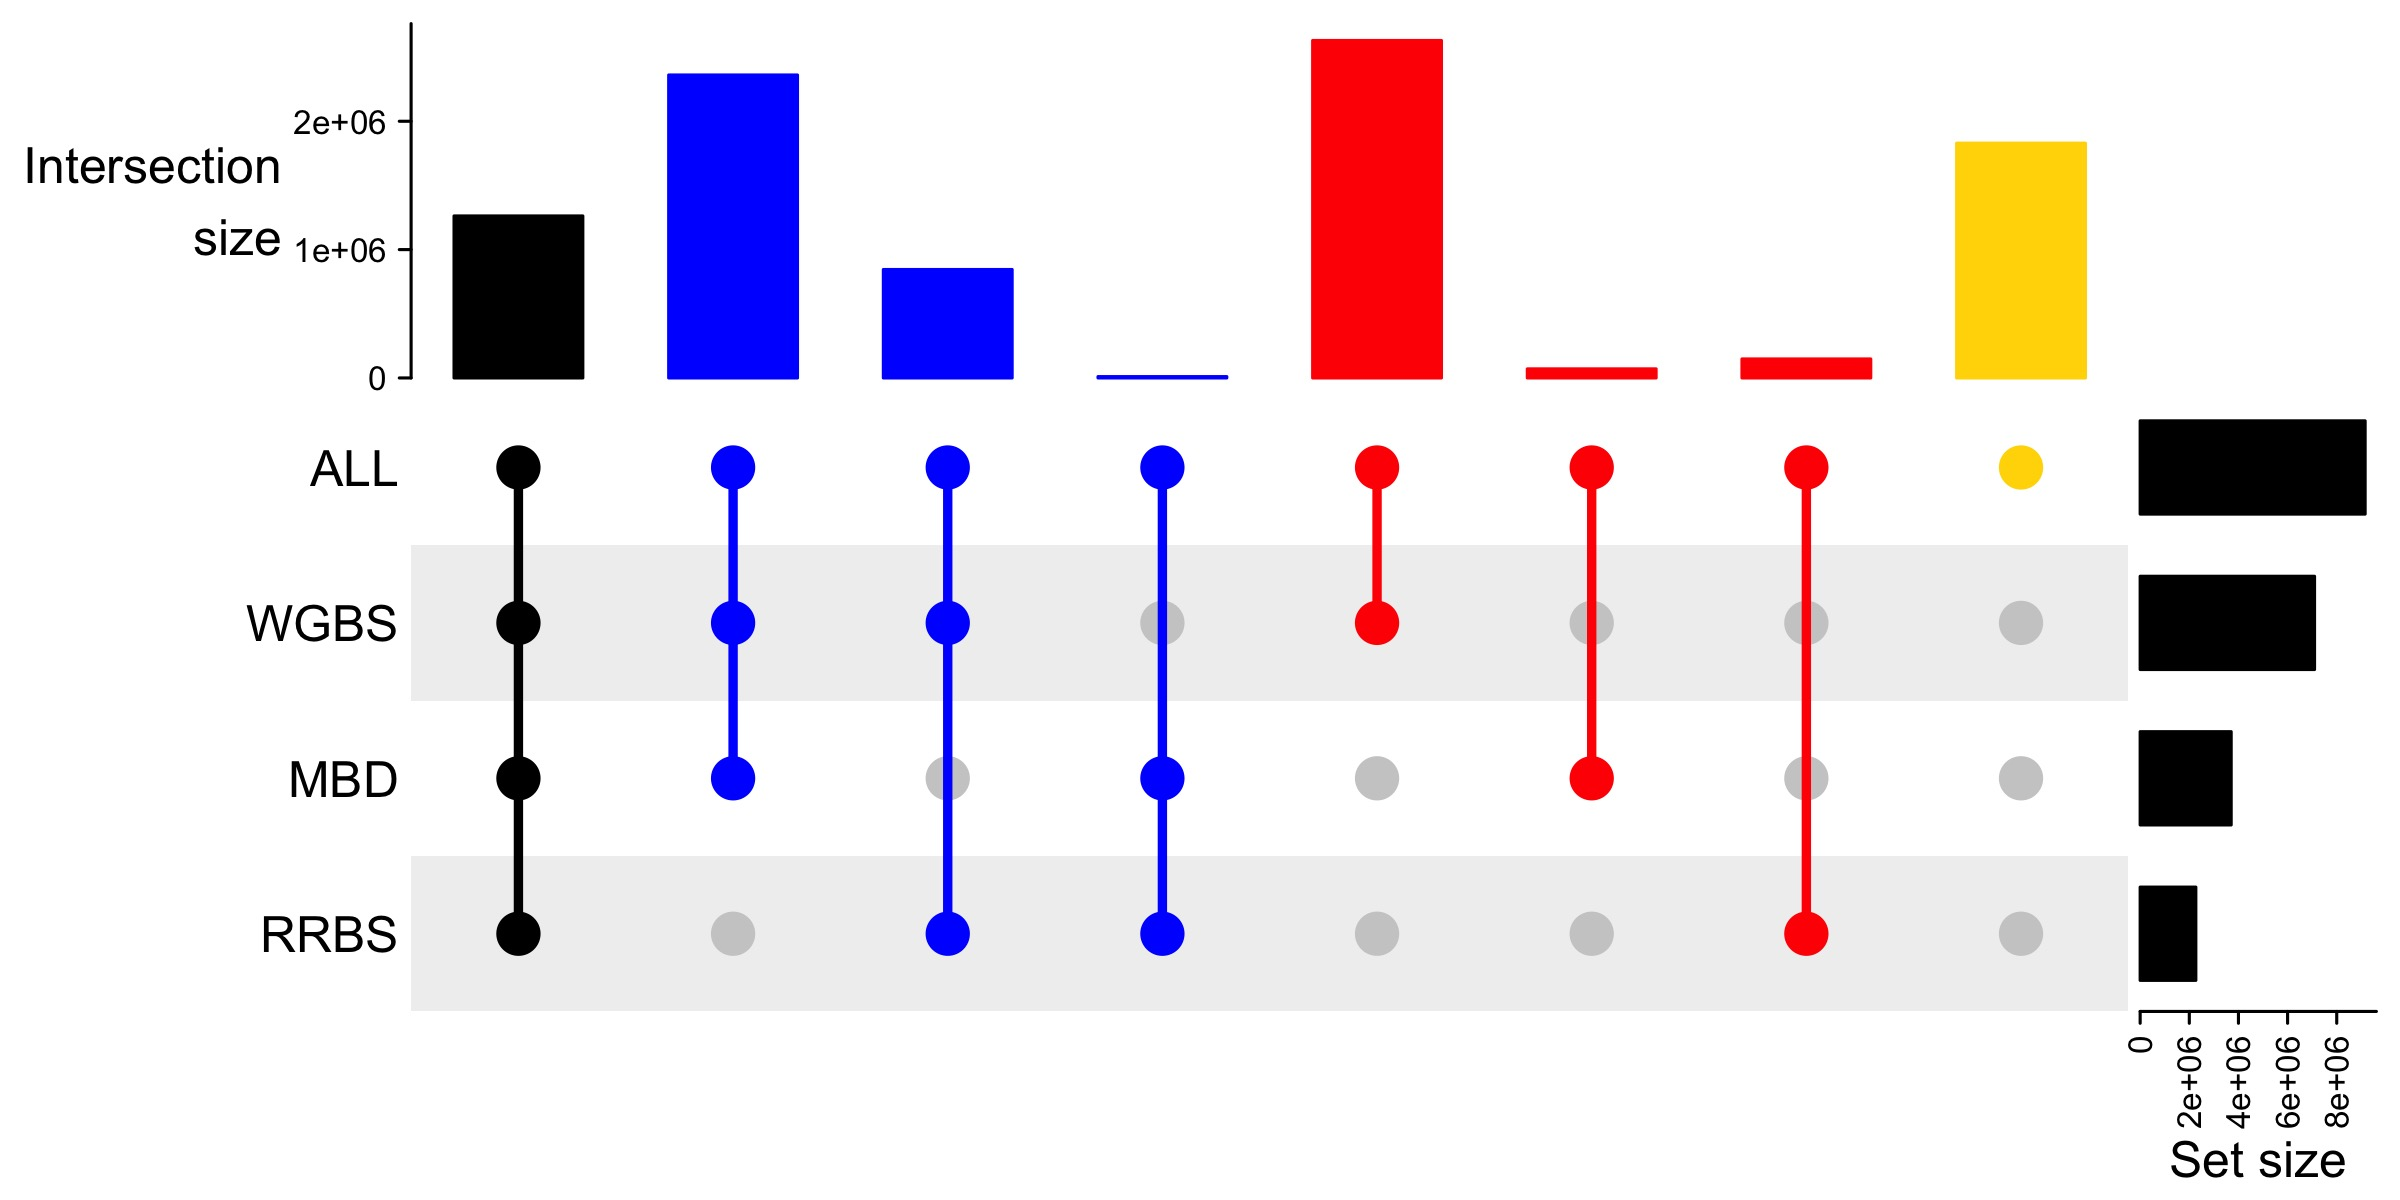 2e+06
Intersection
size
1e+06
0
ALL
WGBS
MBD
RRBS
0
2e+06
4e+06
6e+06
8e+06
Set size